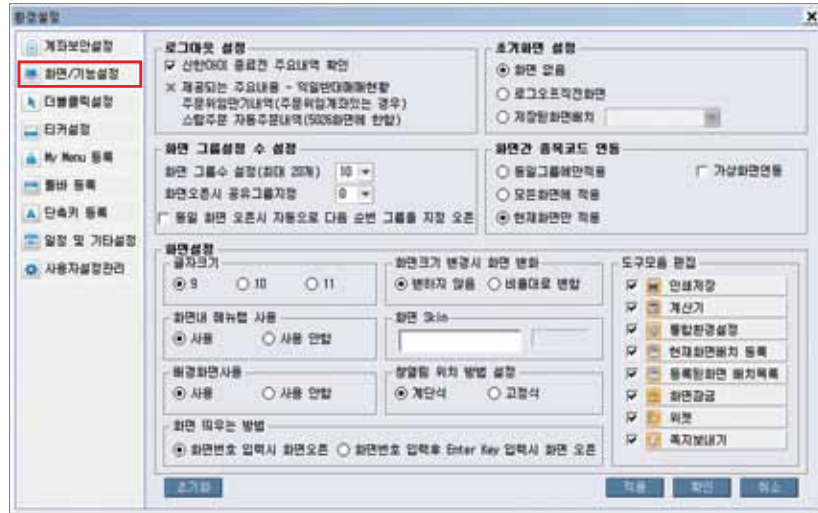 환경설정
계좌보안설정
화면/기능설정
더블클릭설정
티커설정
My Menu 등록
툴바 등록
단축키 등록
일정 및 기타설정
사용자설정관리
로그아웃 설정
신한아이 종료전 주요내역 확인
※ 제공되는 주요내용 - 익일반대매매현황
주문위임만기내역(주문위임계좌있는 경우)
스탑주문 자동주문내역(5026화면에 한함)
초기화면 설정
화면 없음
로그오프직전화면
저장된화면배치
화면 그룹설정 수 설정
화면 그룹수 설정(최대 20개) 10
화면오픈시 공유그룹지정 0
동일 화면 오픈시 자동으로 다음 순번 그룹을 지정 오픈
화면간 종목코드 연동
동일그룹에만적용 가상화면연동
모든화면에 적용
현재화면만 적용
화면설정
글자크기
9 10 11
화면크기 변경시 화면 변화
변하지 않음 비율대로 변함
화면내 메뉴탭 사용
사용 사용 안함
화면 Skin
배경화면사용
사용 사용 안함
창열림 위치 방법 설정
계단식 고정식
화면 띄우는 방법
화면번호 입력시 화면오픈 화면번호 입력후 Enter Key 입력시 화면 오픈
도구모음 편집
인쇄저장
계산기
통합환경설정
현재화면배치 등록
등록된화면 배치목록
화면잠금
위젯
쪽지보내기
초기화
적용 확인 취소